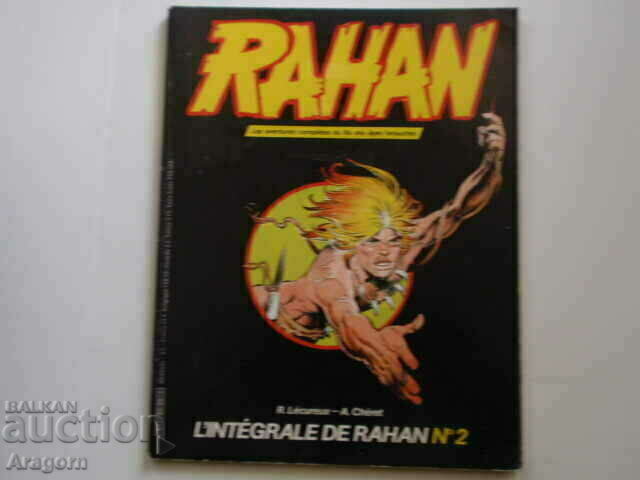 RAHAN
Les aventures complètes du fils des âges farouches
R. Lécureux - A. Chéret
L'INTÉGRALE DE RAHAN N°2
BALKAN
auction
Aragorn